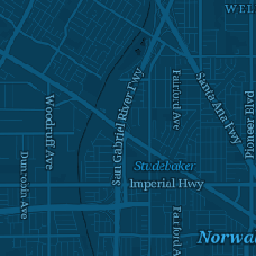 WELL
San Gabriel River Fwy
Fairford Ave
Santa Ana Fwy
Woodruff Ave
Pioneer Blvd
Dunrobin Ave
Studebaker
Imperial Hwy
Fairford A
Norwa